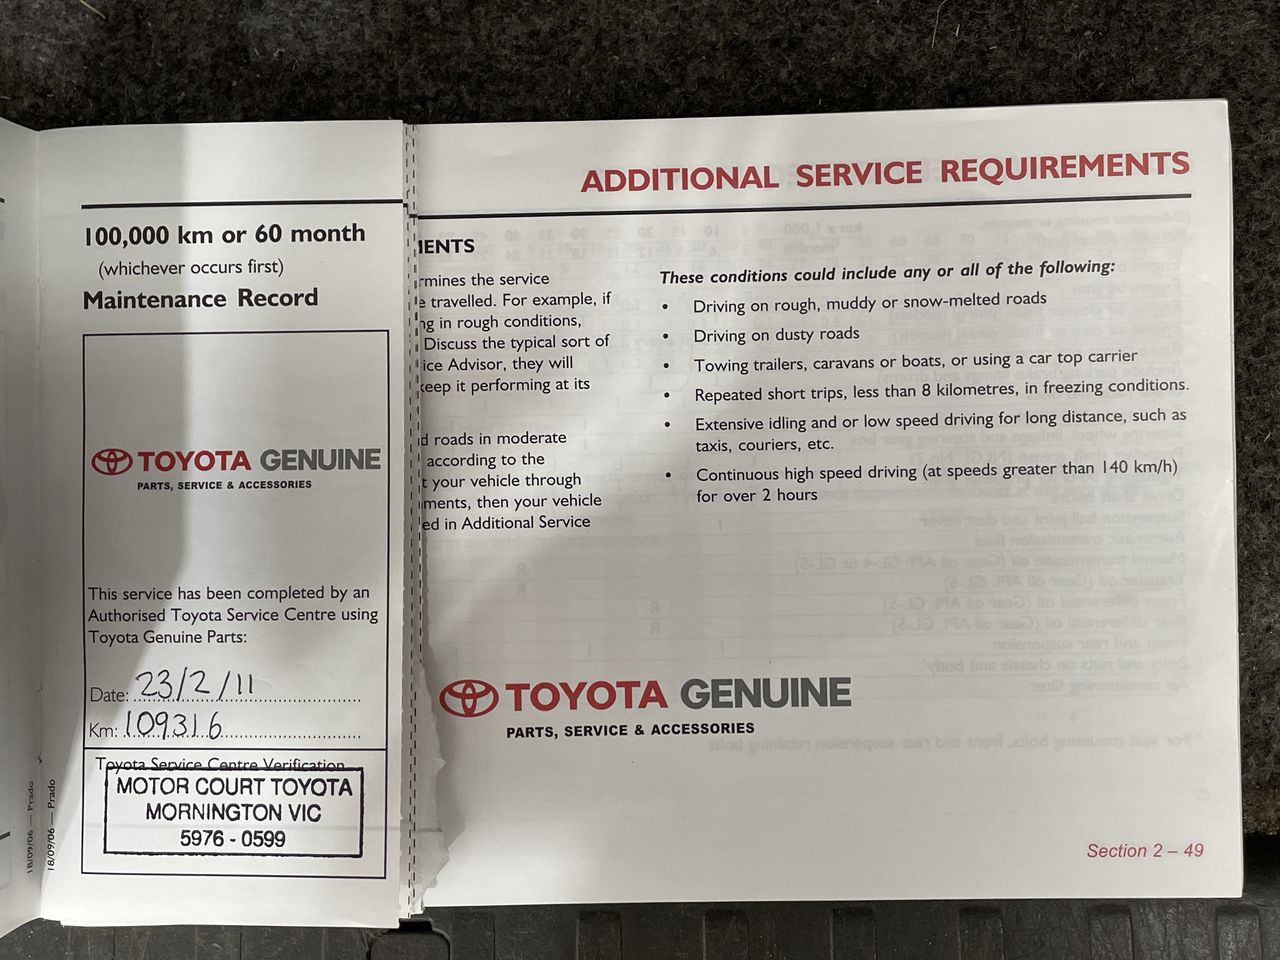 100,000 km or 60 month
(whichever occurs first)
Maintenance Record
TOYOTA GENUINE
PARTS, SERVICE & ACCESSORIES
This service has been completed by an
Authorised Toyota Service Centre using
Toyota Genuine Parts:
Date: 23/2/11
Km: 109316
Toyota Service Centre Verification
MOTOR COURT TOYOTA
MORNINGTON VIC
5976 - 0599
18/09/06 — Prado
18/09/06 — Prado
ADDITIONAL SERVICE REQUIREMENTS
IENTS
rmines the service
e travelled. For example, if
ng in rough conditions,
Discuss the typical sort of
ice Advisor, they will
keep it performing at its
d roads in moderate
according to the
t your vehicle through
ments, then your vehicle
ed in Additional Service
These conditions could include any or all of the following:
• Driving on rough, muddy or snow-melted roads
• Driving on dusty roads
• Towing trailers, caravans or boats, or using a car top carrier
• Repeated short trips, less than 8 kilometres, in freezing conditions.
• Extensive idling and or low speed driving for long distance, such as
taxis, couriers, etc.
• Continuous high speed driving (at speeds greater than 140 km/h)
for over 2 hours
TOYOTA GENUINE
PARTS, SERVICE & ACCESSORIES
Section 2 – 49